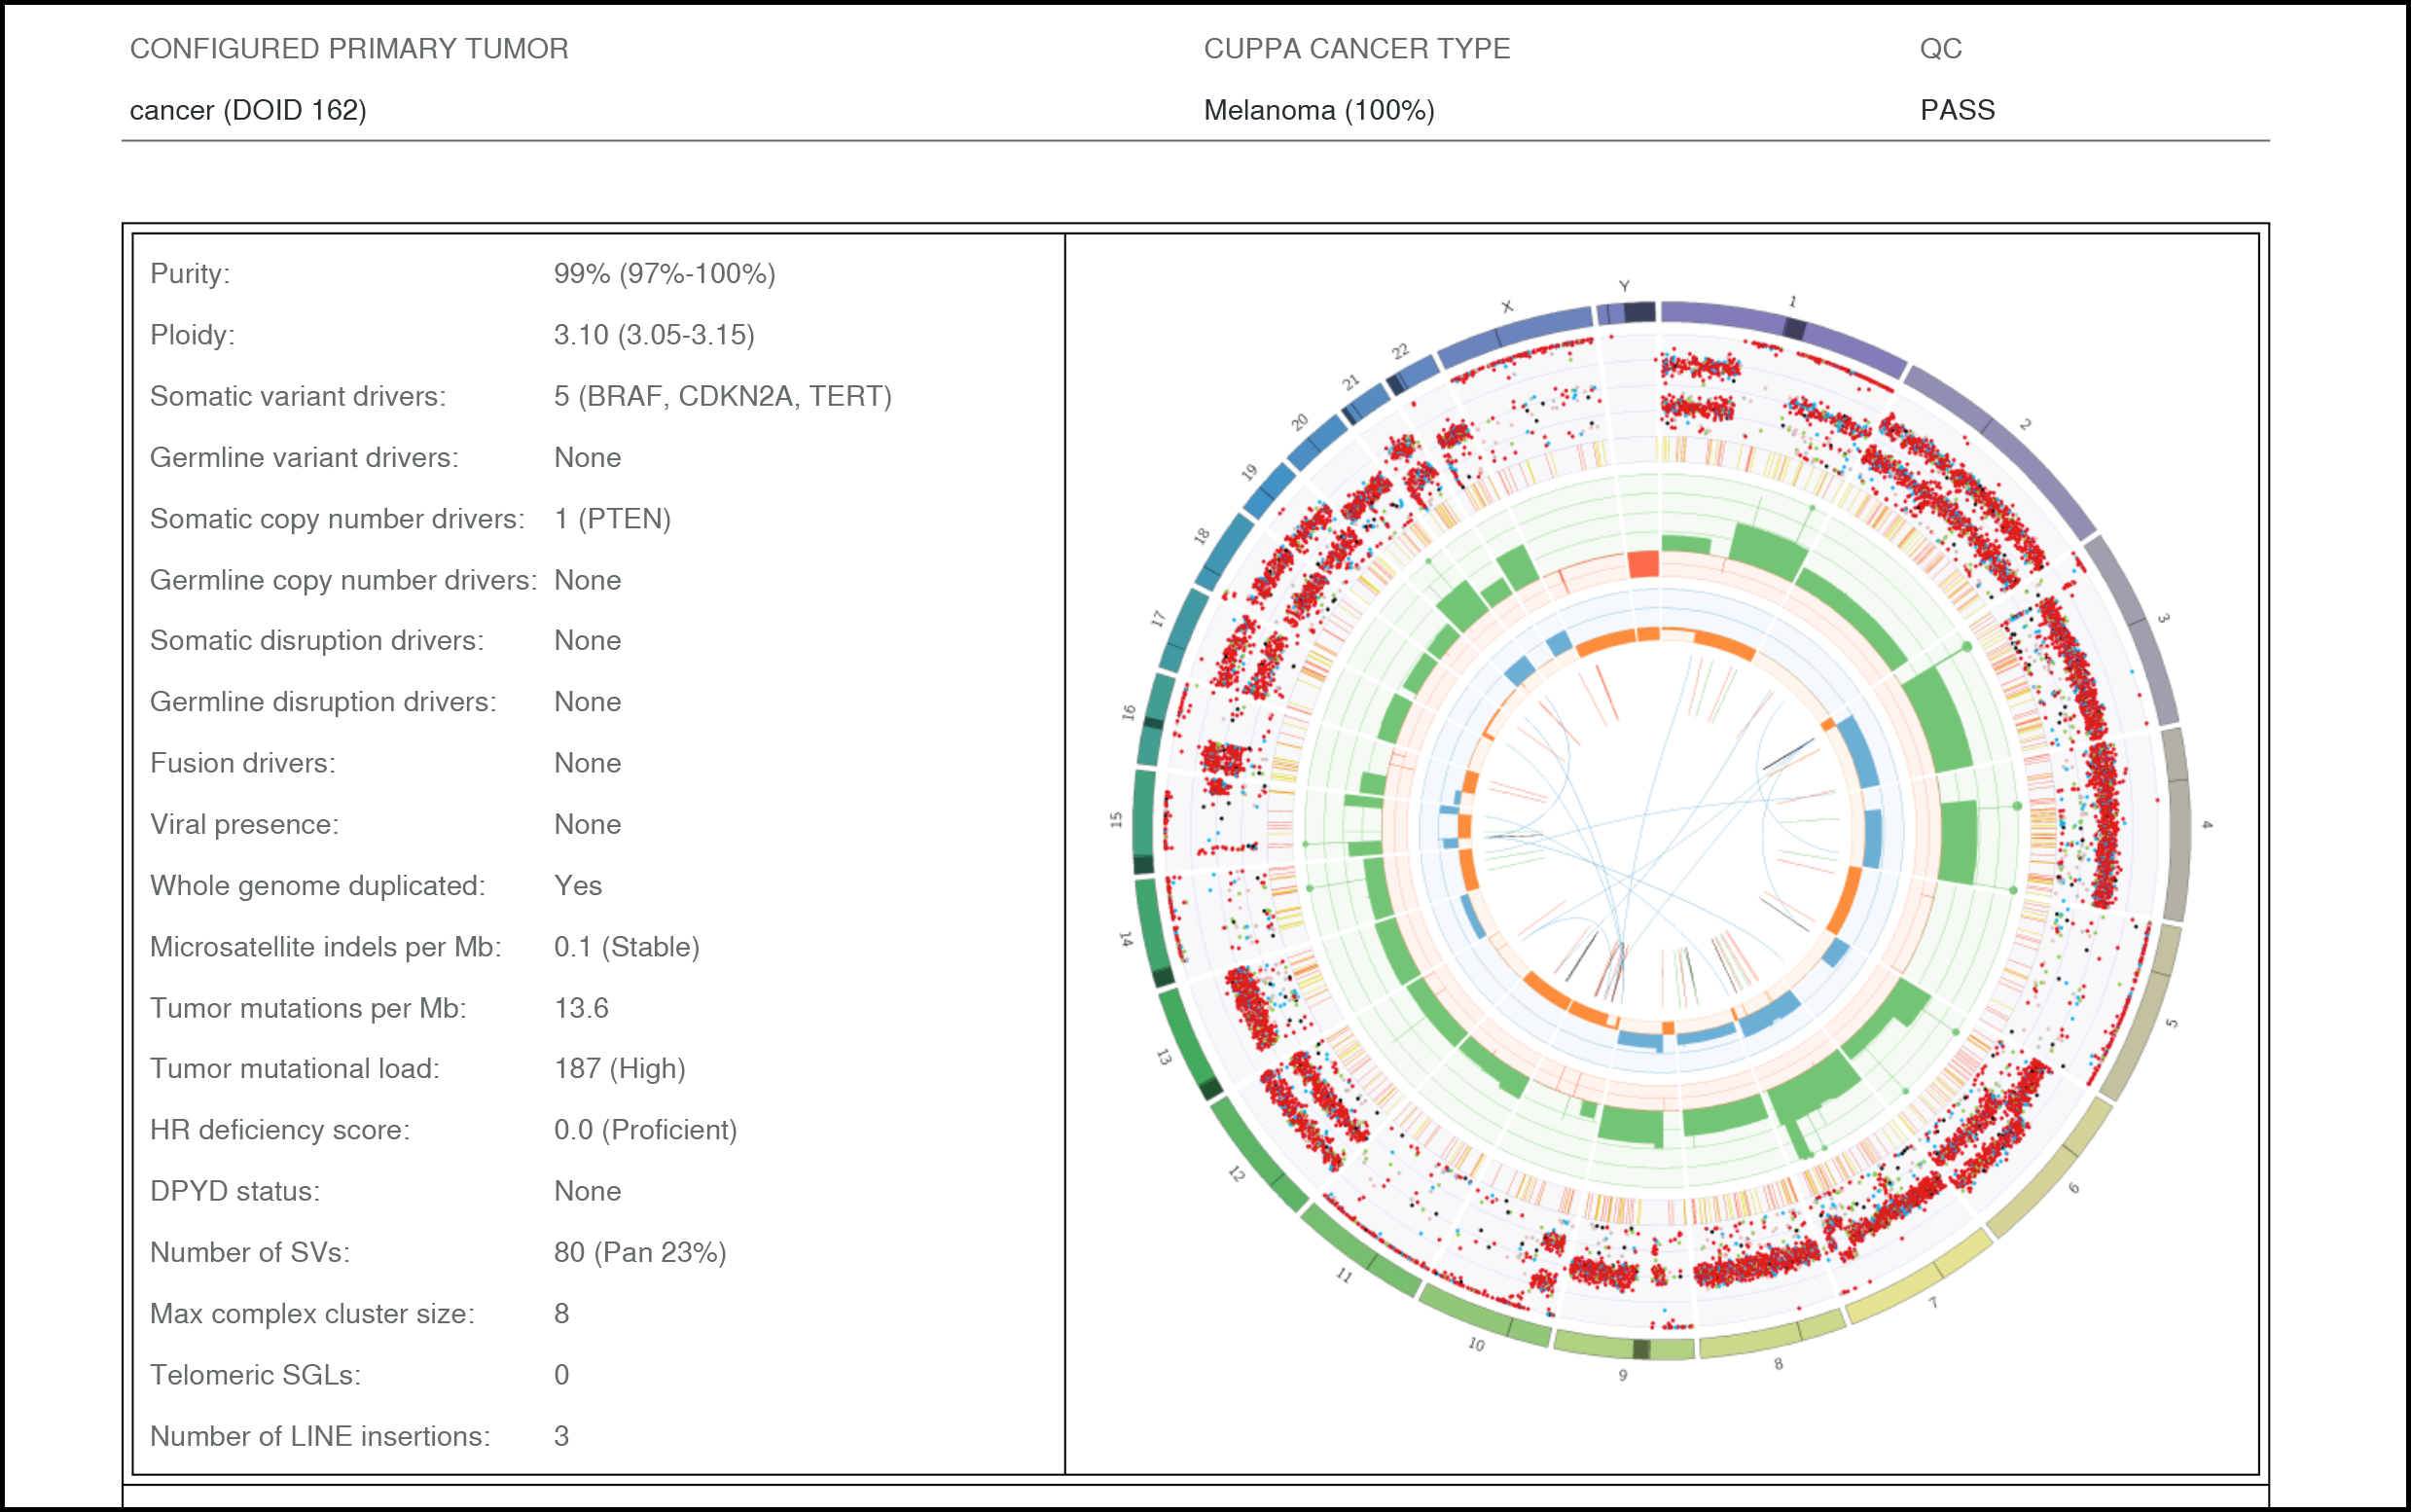 CONFIGURED PRIMARY TUMOR CUPPA CANCER TYPE QC
cancer (DOID 162) Melanoma (100%) PASS
Purity: 99% (97%-100%)
Ploidy: 3.10 (3.05-3.15)
Somatic variant drivers: 5 (BRAF, CDKN2A, TERT)
Germline variant drivers: None
Somatic copy number drivers: 1 (PTEN)
Germline copy number drivers: None
Somatic disruption drivers: None
Germline disruption drivers: None
Fusion drivers: None
Viral presence: None
Whole genome duplicated: Yes
Microsatellite indels per Mb: 0.1 (Stable)
Tumor mutations per Mb: 13.6
Tumor mutational load: 187 (High)
HR deficiency score: 0.0 (Proficient)
DPYD status: None
Number of SVs: 80 (Pan 23%)
Max complex cluster size: 8
Telomeric SGLs: 0
Number of LINE insertions: 3
1
2
3
4
5
6
7
8
9
10
11
12
13
14
15
16
17
18
19
20
21
22
X
Y